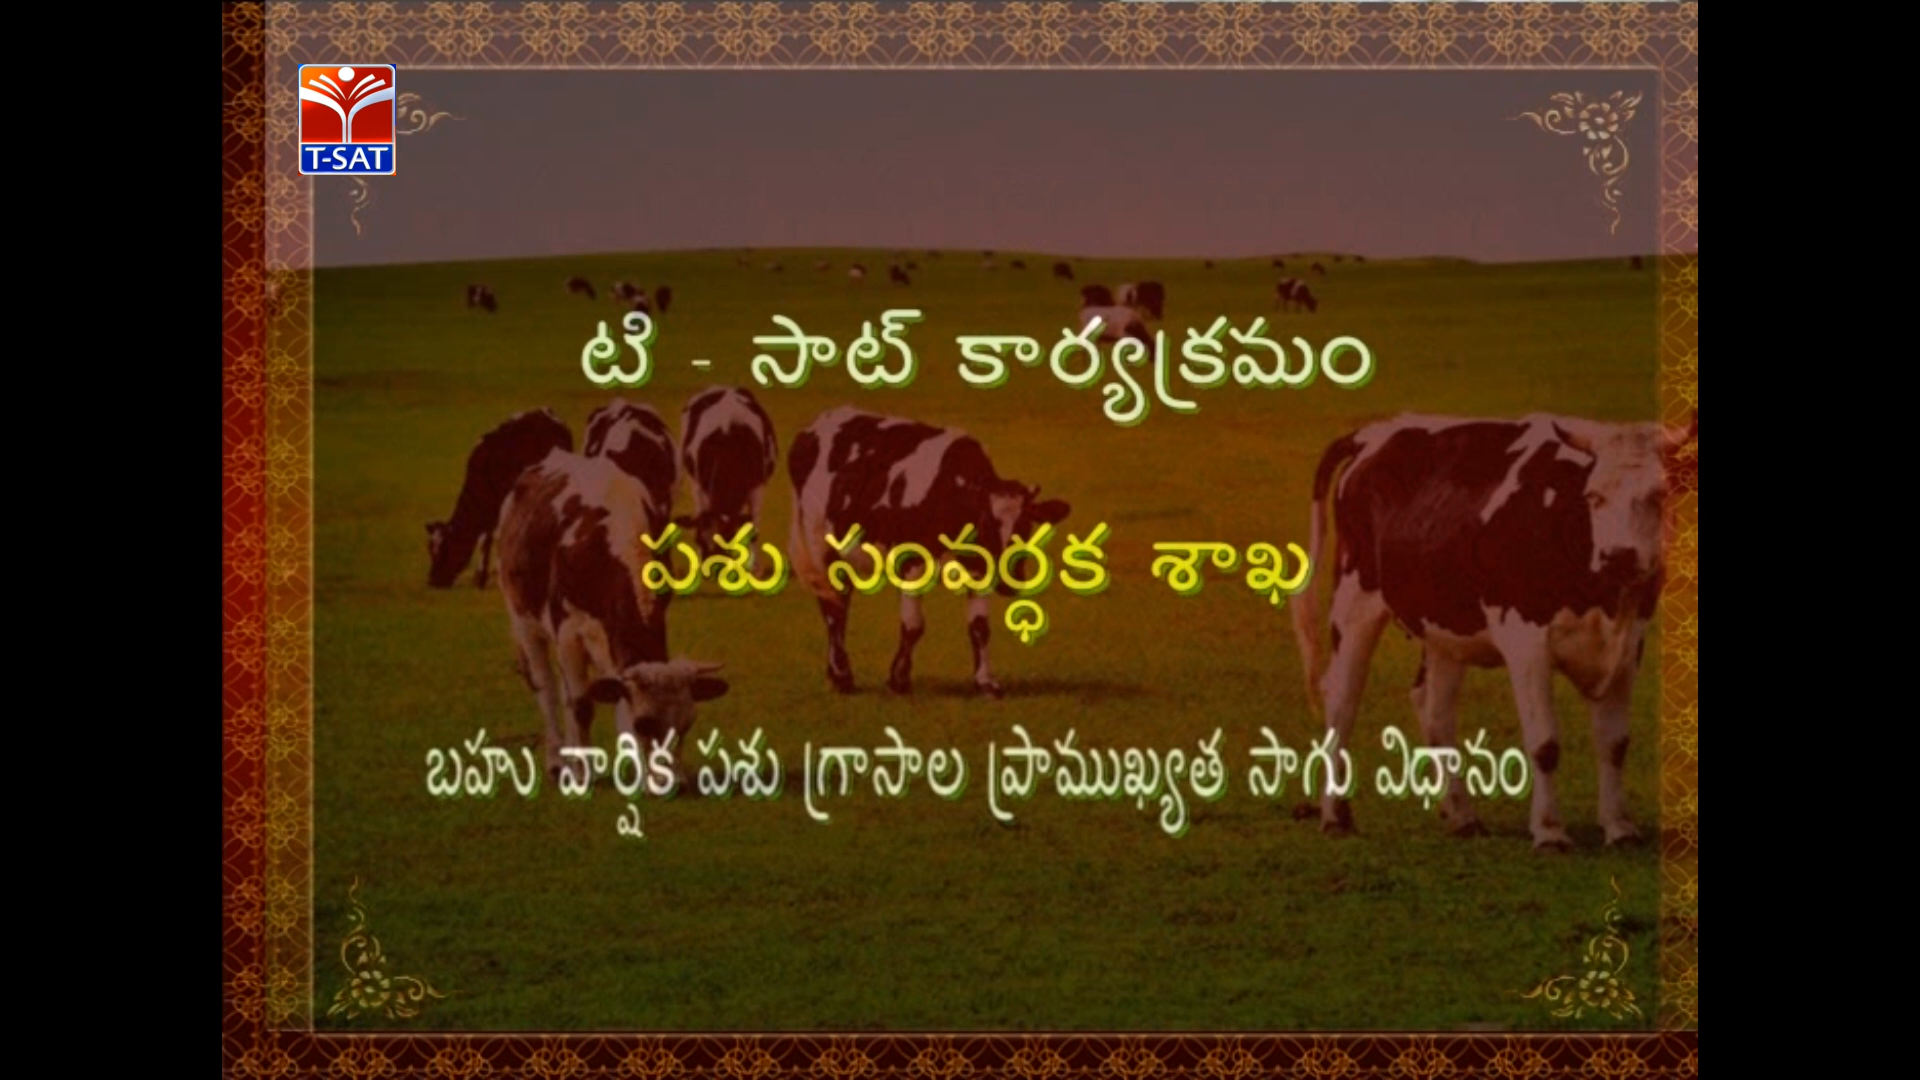 T-SAT
టి - సాట్ కార్యక్రమం
పశు సంవర్ధక శాఖ
బహు వార్షిక పశు గ్రాసాల ప్రాముఖ్యత సాగు విధానం